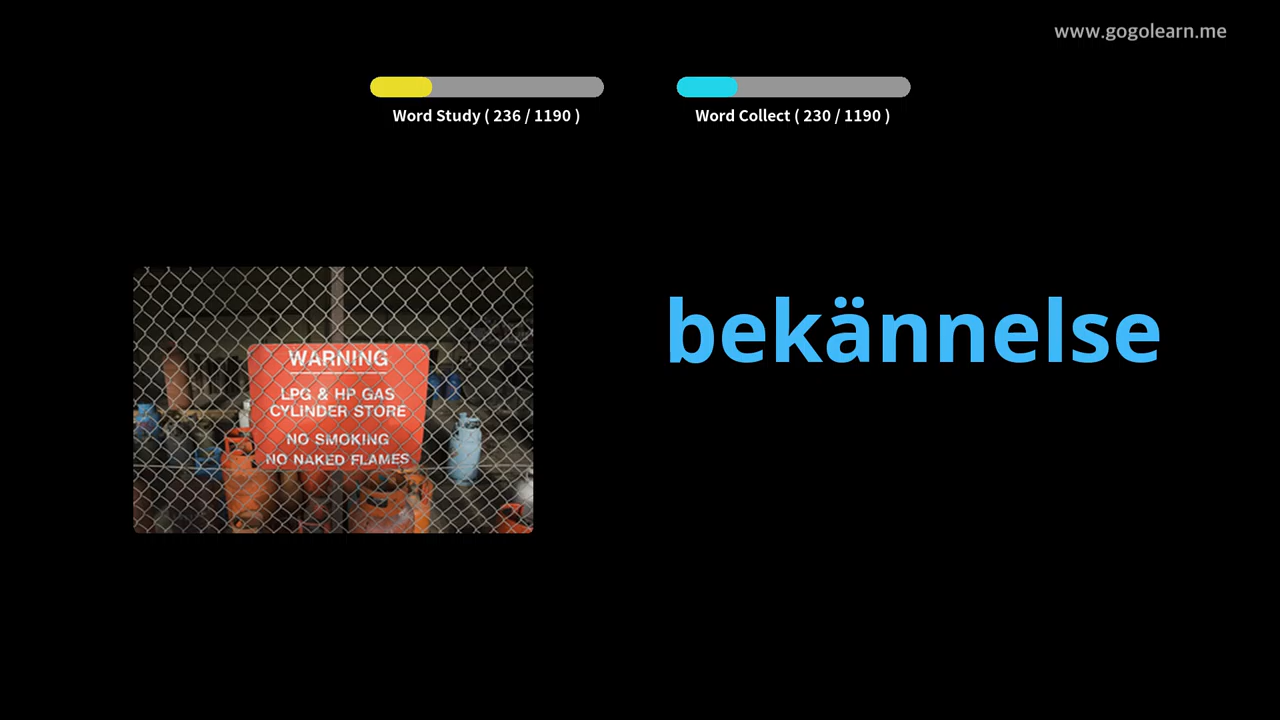 www.gogolearn.me
Word Study ( 236 / 1190 )
Word Collect ( 230 / 1190 )
bekännelse
WARNING
LPG & HP GAS
CYLINDER STORE
NO SMOKING
NO NAKED FLAMES